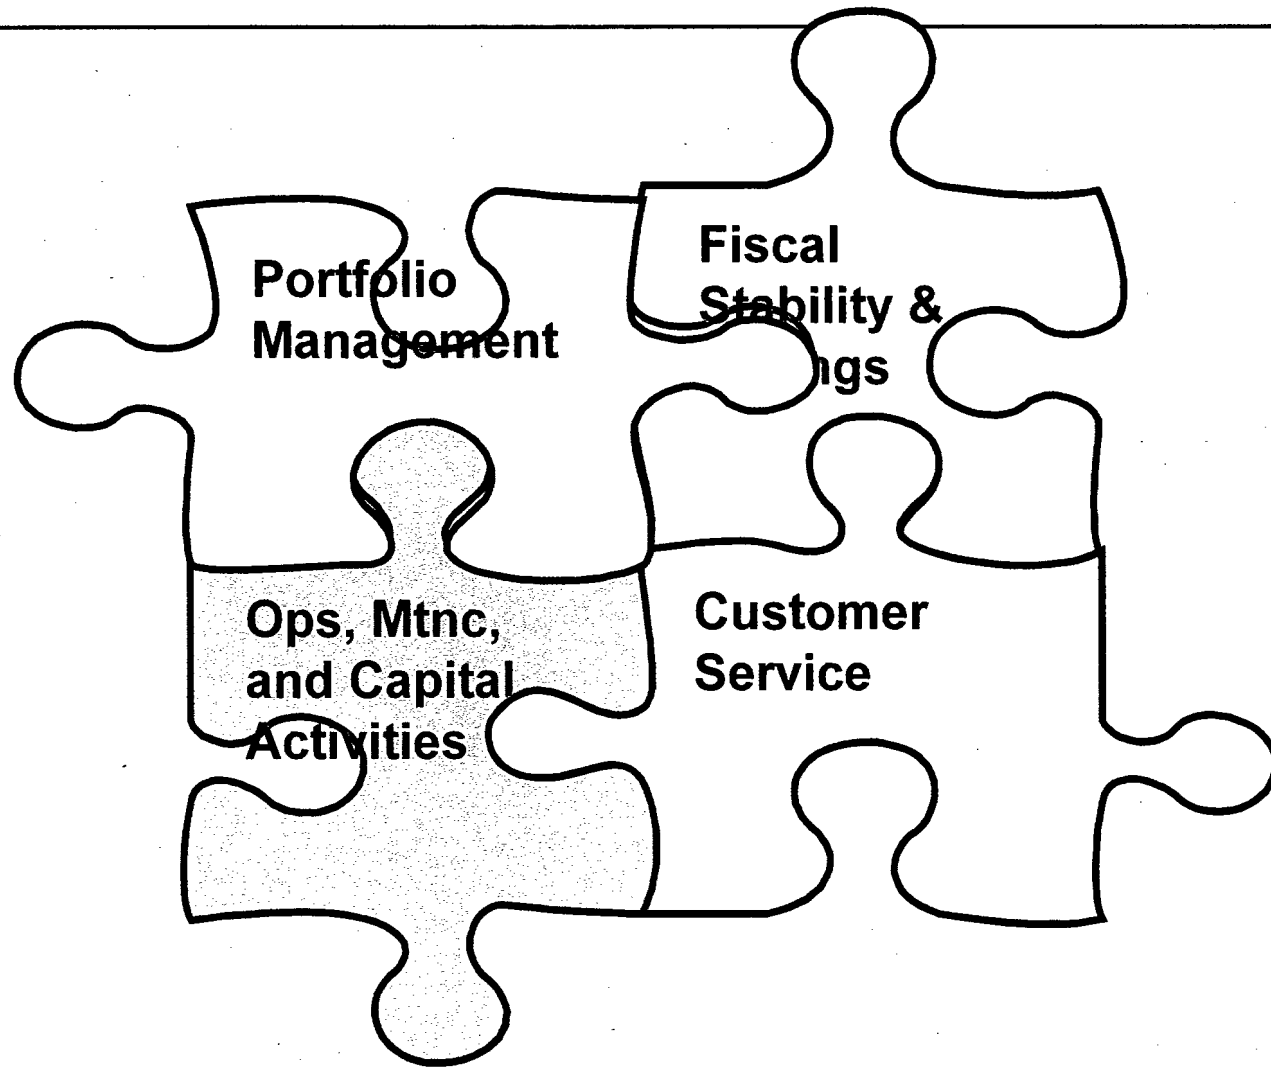 Portfolio
Management
Fiscal
Stability &
Ops, Mtnc,
and Capital
Activities
Customer
Service